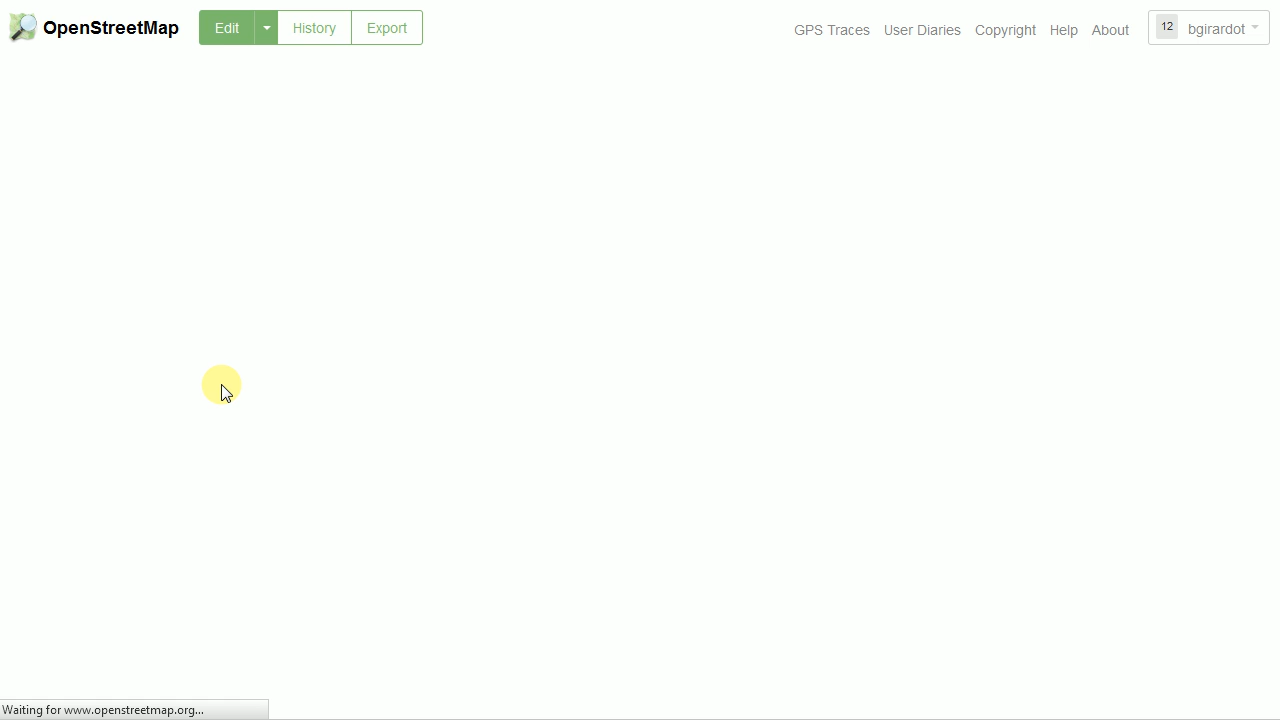 OpenStreetMap Edit History Export GPS Traces User Diaries Copyright Help About 12 bgirardot
Waiting for www.openstreetmap.org...